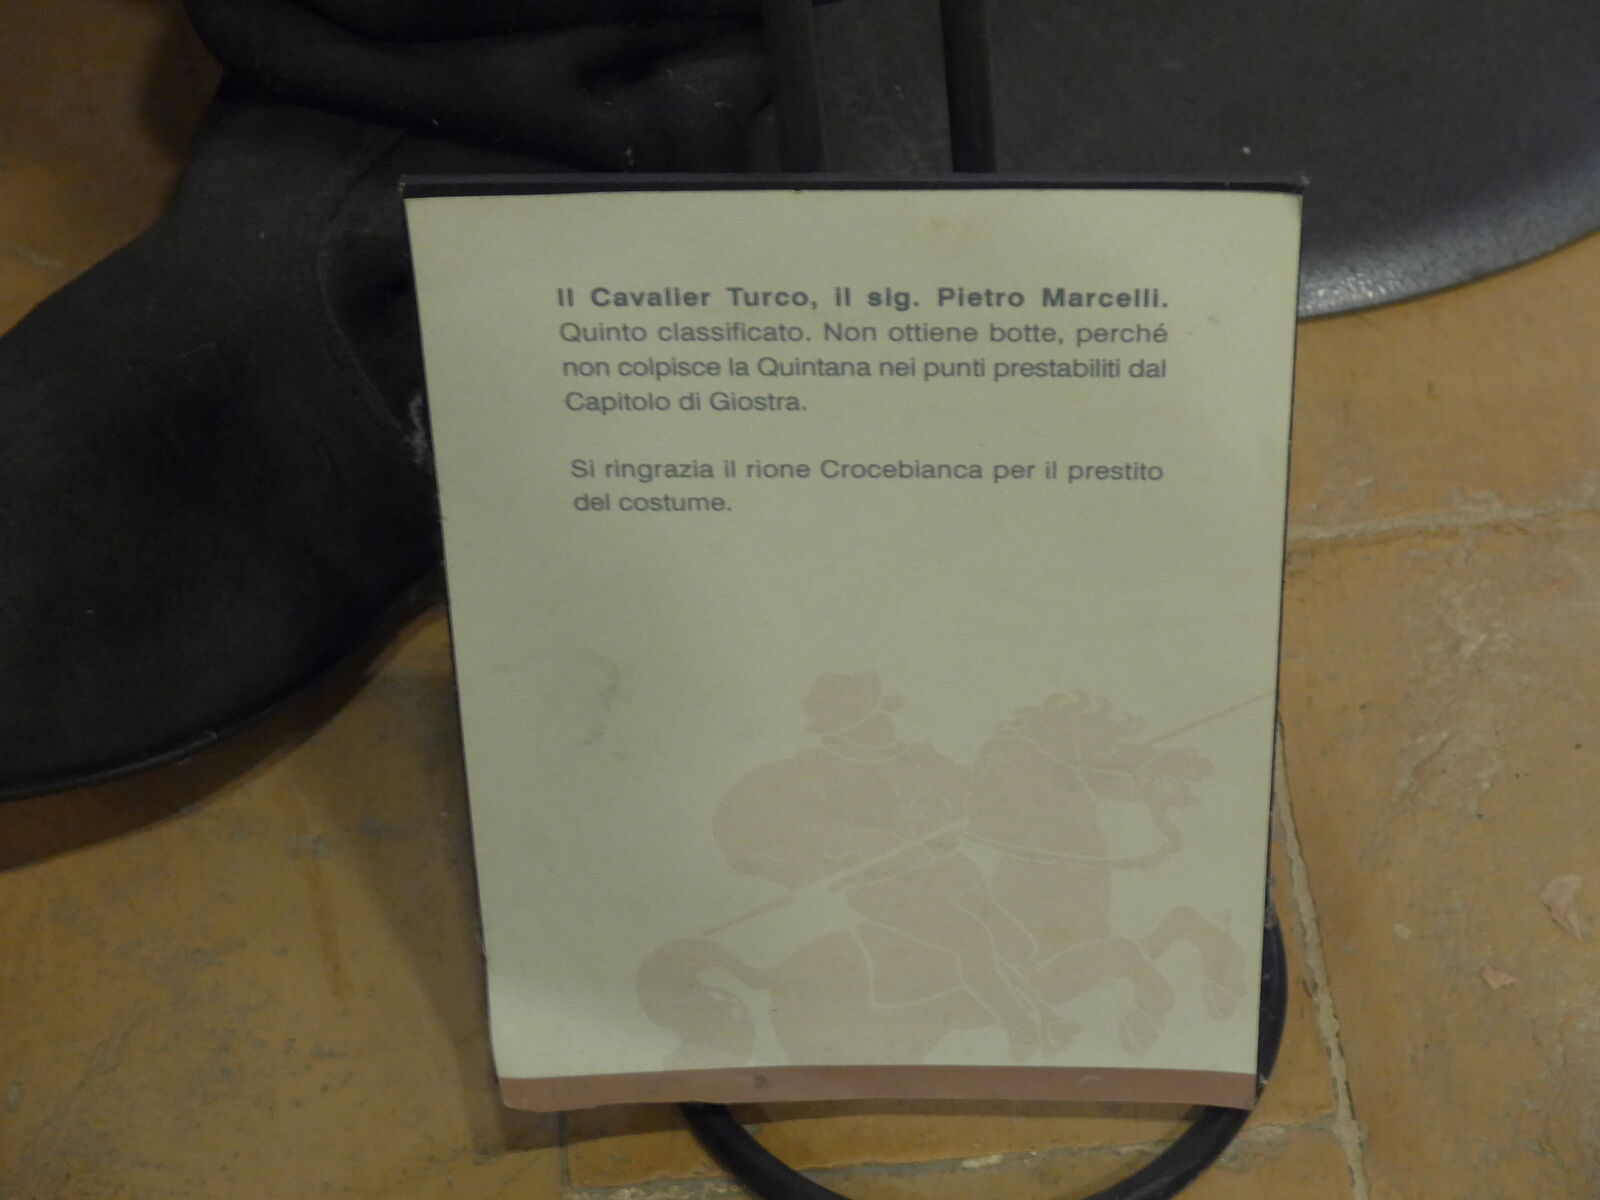 Il Cavalier Turco, il sig. Pietro Marcelli.
Quinto classificato. Non ottiene botte, perché
non colpisce la Quintana nei punti prestabiliti dal
Capitolo di Giostra.
Si ringrazia il rione Crocebianca per il prestito
del costume.